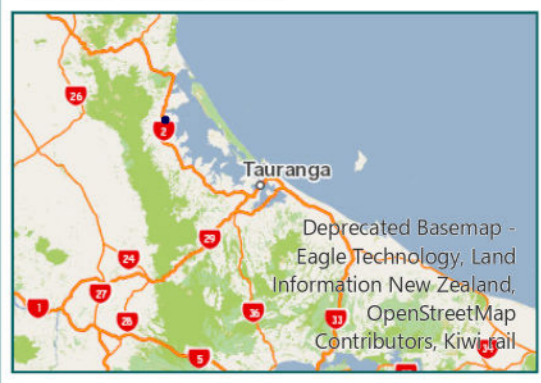 26
2
Tauranga
Deprecated Basemap -
29
Eagle Technology, Land
24
Information New Zealand,
27
1
28
36
33
OpenStreetMap
Contributors, Kiwi rail
34
5